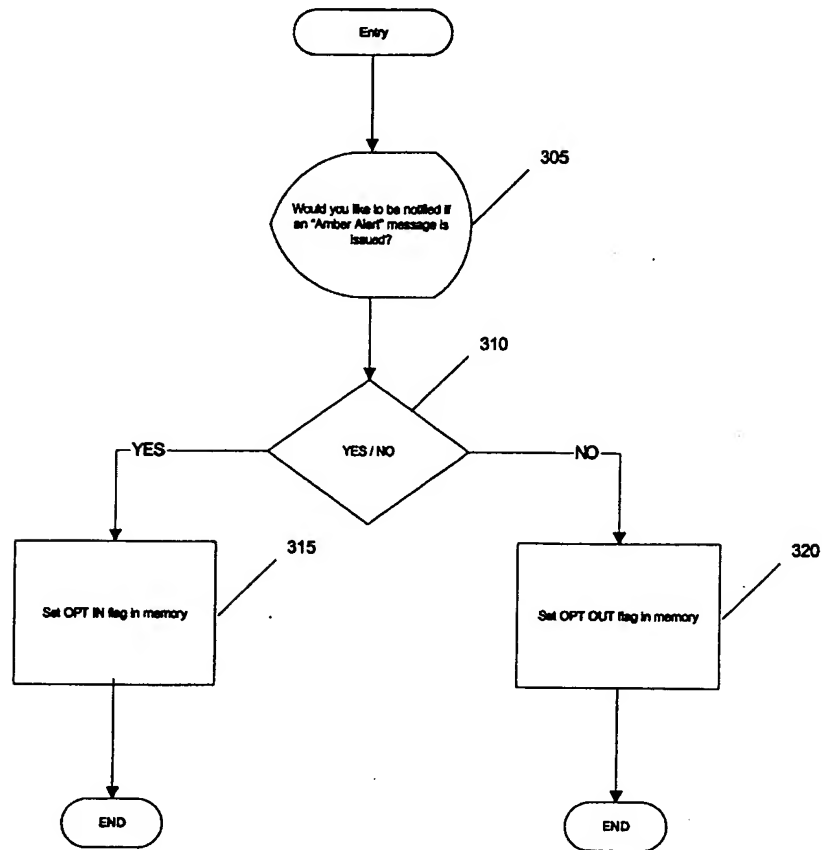 Entry
305
Would you like to be notified if
an "Amber Alert" message is
issued?
310
YES
YES / NO
NO
315
320
Set OPT IN flag in memory
Set OPT OUT flag in memory
END
END